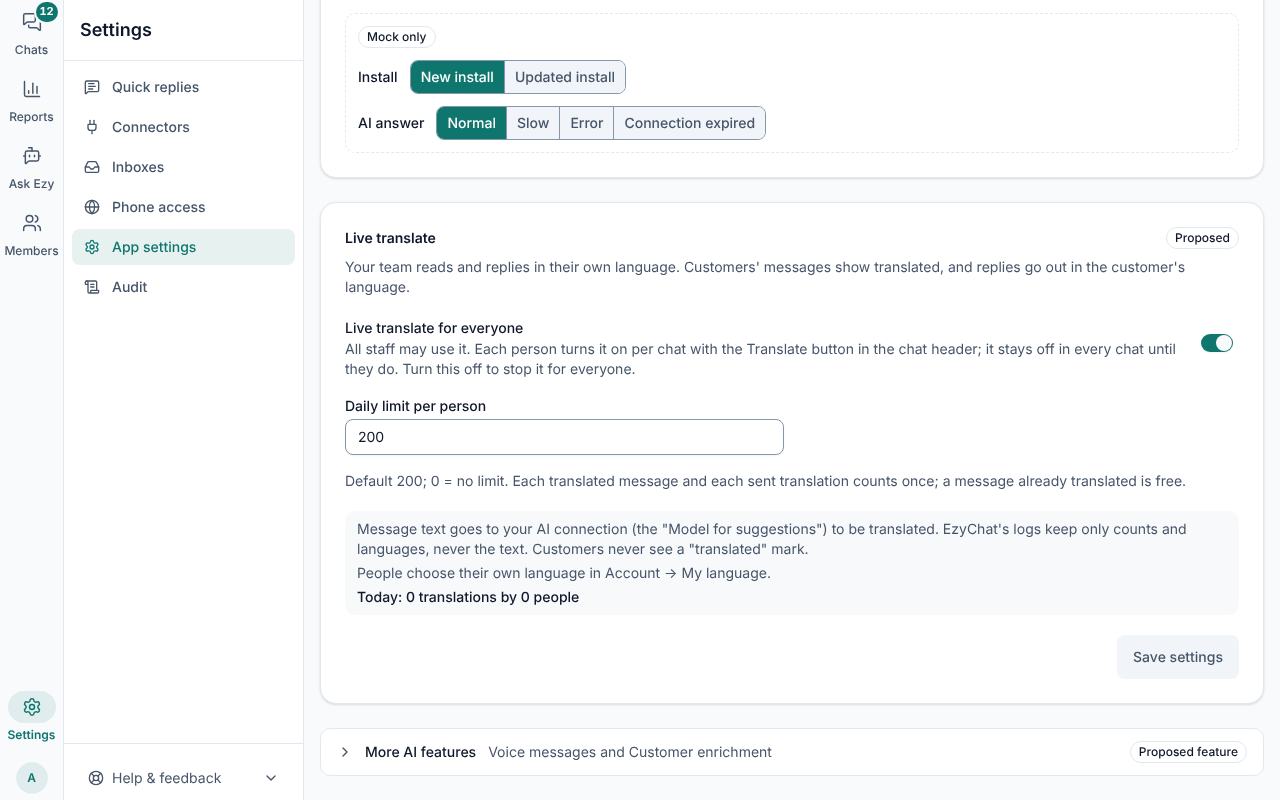 12
Chats
Reports
Ask Ezy
Members
Settings
A
Settings
Quick replies
Connectors
Inboxes
Phone access
App settings
Audit
Help & feedback
Mock only
Install New install Updated install
AI answer Normal Slow Error Connection expired
Live translate Proposed
Your team reads and replies in their own language. Customers' messages show translated, and replies go out in the customer's
language.
Live translate for everyone
All staff may use it. Each person turns it on per chat with the Translate button in the chat header; it stays off in every chat until
they do. Turn this off to stop it for everyone.
Daily limit per person
200
Default 200; 0 = no limit. Each translated message and each sent translation counts once; a message already translated is free.
Message text goes to your AI connection (the "Model for suggestions") to be translated. EzyChat's logs keep only counts and
languages, never the text. Customers never see a "translated" mark.
People choose their own language in Account → My language.
Today: 0 translations by 0 people
Save settings
More AI features Voice messages and Customer enrichment Proposed feature